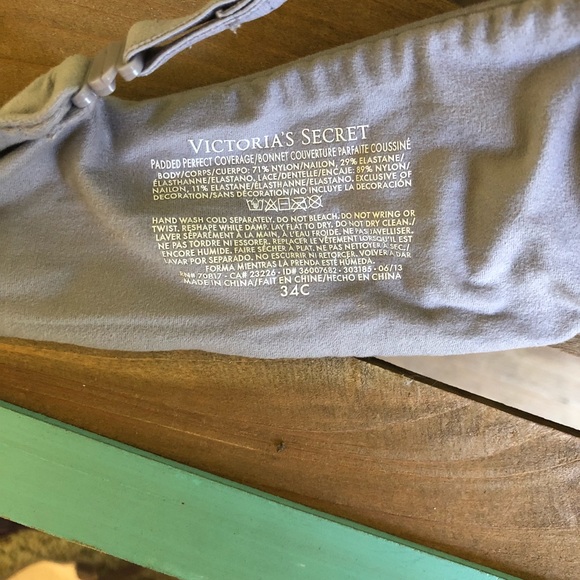 VICTORIA'S SECRET
PADDED PERFECT COVERAGE/BONNET COUVERTURE PARFAITE COUSSINÉ
BODY/CORPS/CUERPO: 71% NYLON/NAILON, 29% ELASTANE/
ÉLASTHANNE/ELASTANO. LACE/DENTELLE/ENCAJE: 89% NYLON/
NAILON, 11% ELASTANE/ÉLASTHANNE/ELASTANO. EXCLUSIVE OF
DECORATION/SANS DÉCORATION/NO INCLUYE LA DECORACIÓN
HAND WASH COLD SEPARATELY. DO NOT BLEACH. DO NOT WRING OR
TWIST. RESHAPE WHILE DAMP. LAY FLAT TO DRY. DO NOT DRY CLEAN./
LAVER SÉPARÉMENT À LA MAIN, À L'EAU FROIDE. NE PAS JAVELLISER.
NE PAS TORDRE NI ESSORER. REPLACER LE VÊTEMENT LORSQU'IL EST
ENCORE HUMIDE. FAIRE SÉCHER À PLAT. NE PAS NETTOYER À SEC./
LAVAR POR SEPARADO. NO ESCURRIR NI RETORCER. VOLVER A DAR
FORMA MIENTRAS LA PRENDA ESTÉ HÚMEDA.
RN# 70817 • CA# 23226 • ID# 36007682 • 303185 • 06/13
MADE IN CHINA/FAIT EN CHINE/HECHO EN CHINA
34C